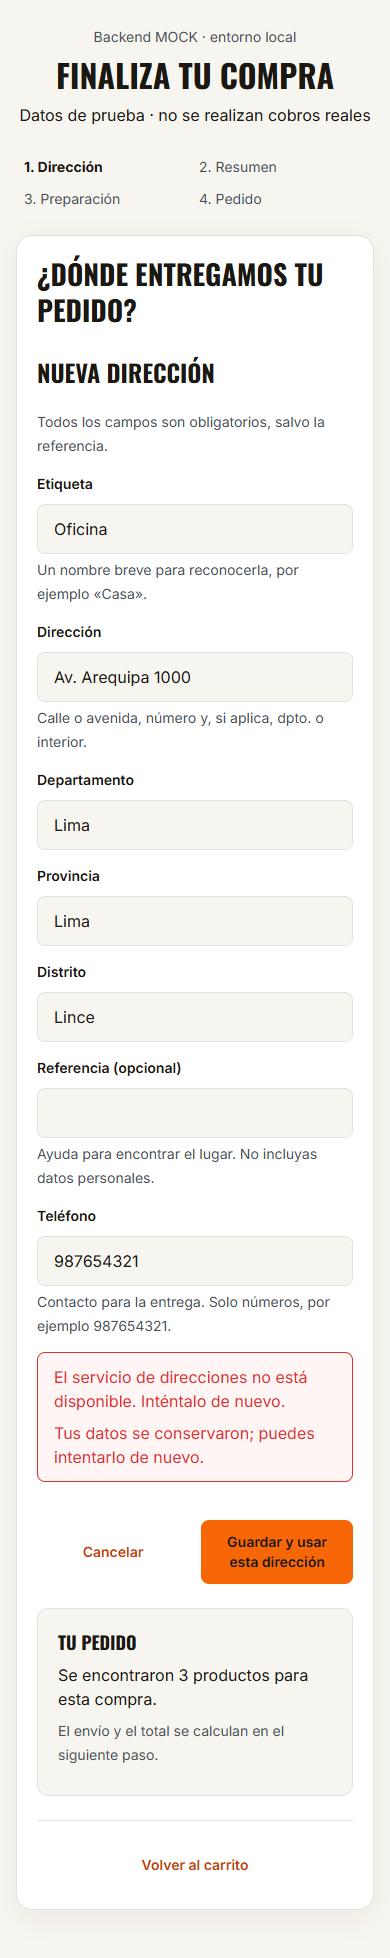 Backend MOCK · entorno local
FINALIZA TU COMPRA
Datos de prueba · no se realizan cobros reales
1. Dirección
2. Resumen
3. Preparación
4. Pedido
¿DÓNDE ENTREGAMOS TU
PEDIDO?
NUEVA DIRECCIÓN
Todos los campos son obligatorios, salvo la
referencia.
Etiqueta
Oficina
Un nombre breve para reconocerla, por
ejemplo «Casa».
Dirección
Av. Arequipa 1000
Calle o avenida, número y, si aplica, dpto. o
interior.
Departamento
Lima
Provincia
Lima
Distrito
Lince
Referencia (opcional)
Ayuda para encontrar el lugar. No incluyas
datos personales.
Teléfono
987654321
Contacto para la entrega. Solo números, por
ejemplo 987654321.
El servicio de direcciones no está
disponible. Inténtalo de nuevo.
Tus datos se conservaron; puedes
intentarlo de nuevo.
Cancelar
Guardar y usar
esta dirección
TU PEDIDO
Se encontraron 3 productos para
esta compra.
El envío y el total se calculan en el
siguiente paso.
Volver al carrito